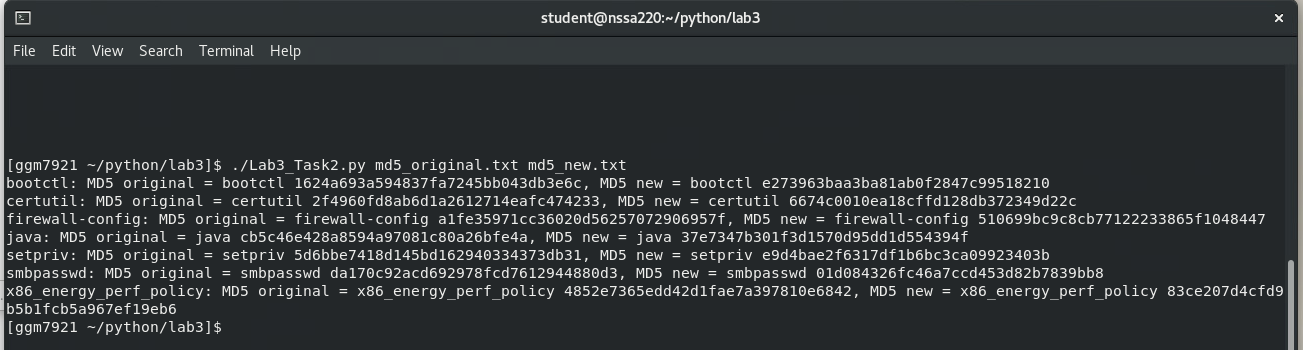 student@nssa220:~/python/lab3
File Edit View Search Terminal Help
[ggm7921 ~/python/lab3]$ ./Lab3_Task2.py md5_original.txt md5_new.txt
bootctl: MD5 original = bootctl 1624a693a594837fa7245bb043db3e6c, MD5 new = bootctl e273963baa3ba81ab0f2847c99518210
certutil: MD5 original = certutil 2f4960fd8ab6d1a2612714eafc474233, MD5 new = certutil 6674c0010ea18cffd128db372349d22c
firewall-config: MD5 original = firewall-config a1fe35971cc36020d56257072906957f, MD5 new = firewall-config 510699bc9c8cb77122233865f1048447
java: MD5 original = java cb5c46e428a8594a97081c80a26bfe4a, MD5 new = java 37e7347b301f3d1570d95dd1d554394f
setpriv: MD5 original = setpriv 5d6bbe7418d145bd162940334373db31, MD5 new = setpriv e9d4bae2f6317df1b6bc3ca09923403b
smbpasswd: MD5 original = smbpasswd da170c92acd692978fcd7612944880d3, MD5 new = smbpasswd 01d084326fc46a7ccd453d82b7839bb8
x86_energy_perf_policy: MD5 original = x86_energy_perf_policy 4852e7365edd42d1fae7a397810e6842, MD5 new = x86_energy_perf_policy 83ce207d4cfd9
b5b1fcb5a967ef19eb6
[ggm7921 ~/python/lab3]$